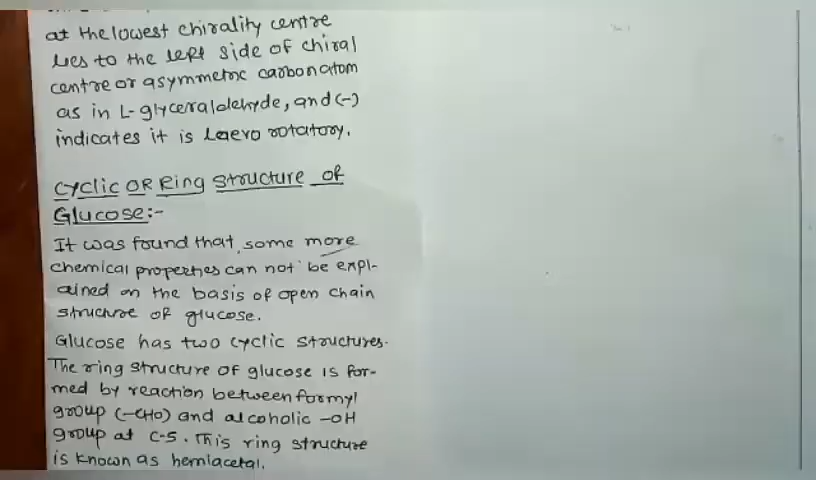 at the lowest chirality centre
lies to the left side of chiral
centre or asymmetric carbon atom
as in L-glyceraldehyde, and (-)
indicates it is laevo rotatory.
Cyclic OR Ring Structure of
Glucose:-
It was found that some more
chemical properties can not be expl-
ained on the basis of open chain
structure of glucose.
Glucose has two cyclic structures.
The ring structure of glucose is for-
med by reaction between formyl
group (-CHO) and alcoholic -OH
group at C-5. This ring structure
is known as hemiacetal.